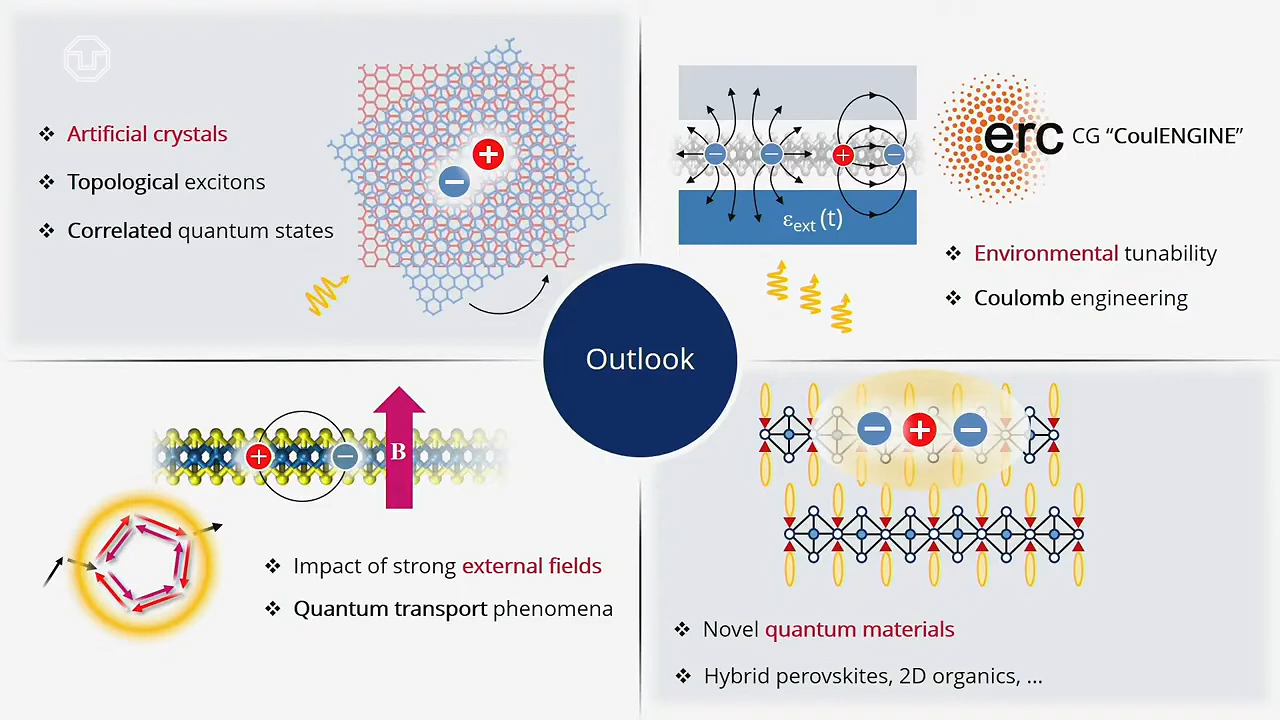 Artificial crystals
Topological excitons
Correlated quantum states
εext (t)
erc CG “CoulENGINE”
Environmental tunability
Coulomb engineering
Outlook
B
Impact of strong external fields
Quantum transport phenomena
Novel quantum materials
Hybrid perovskites, 2D organics, ...